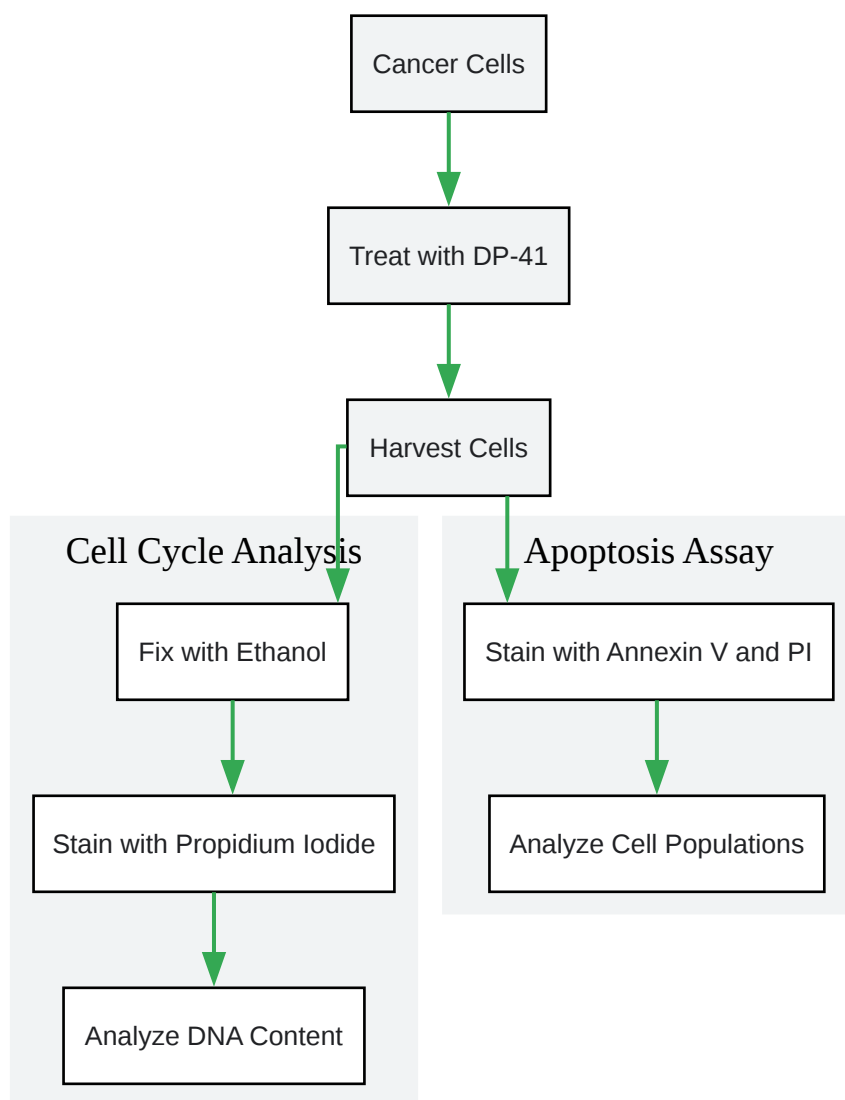 Cancer Cells
Treat with DP-41
Harvest Cells
Cell Cycle Analysis
Fix with Ethanol
Stain with Propidium Iodide
Analyze DNA Content
Apoptosis Assay
Stain with Annexin V and PI
Analyze Cell Populations